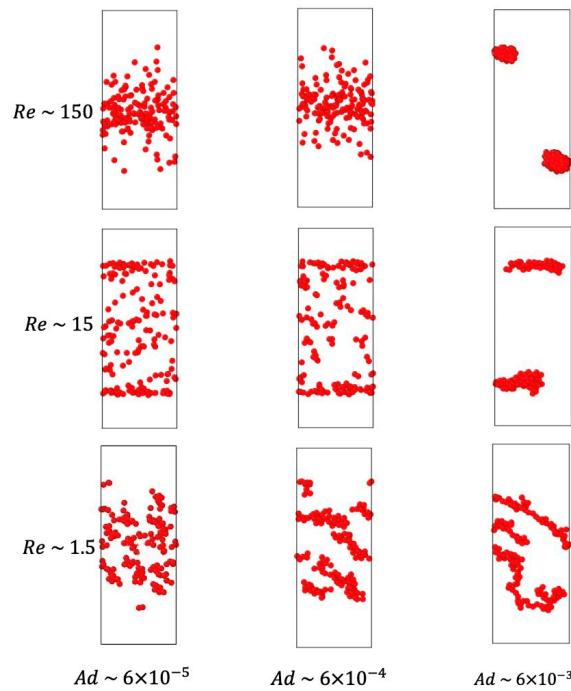 Re ~ 150
Re ~ 15
Re ~ 1.5
Ad ~ 6×10⁻⁵
Ad ~ 6×10⁻⁴
Ad ~ 6×10⁻³